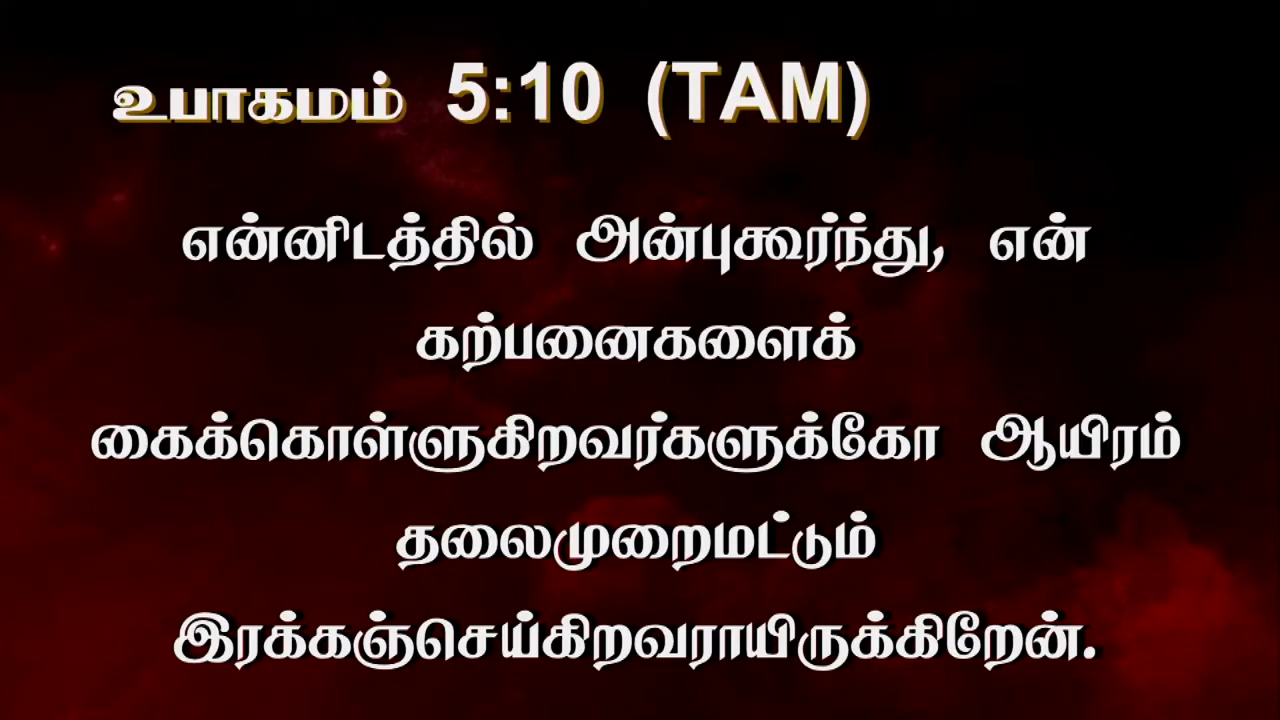 உபாகமம் 5:10 (TAM)
என்னிடத்தில் அன்புகூர்ந்து, என்
கற்பனைகளைக்
கைக்கொள்ளுகிறவர்களுக்கோ ஆயிரம்
தலைமுறைமட்டும்
இரக்கஞ்செய்கிறவராயிருக்கிறேன்.